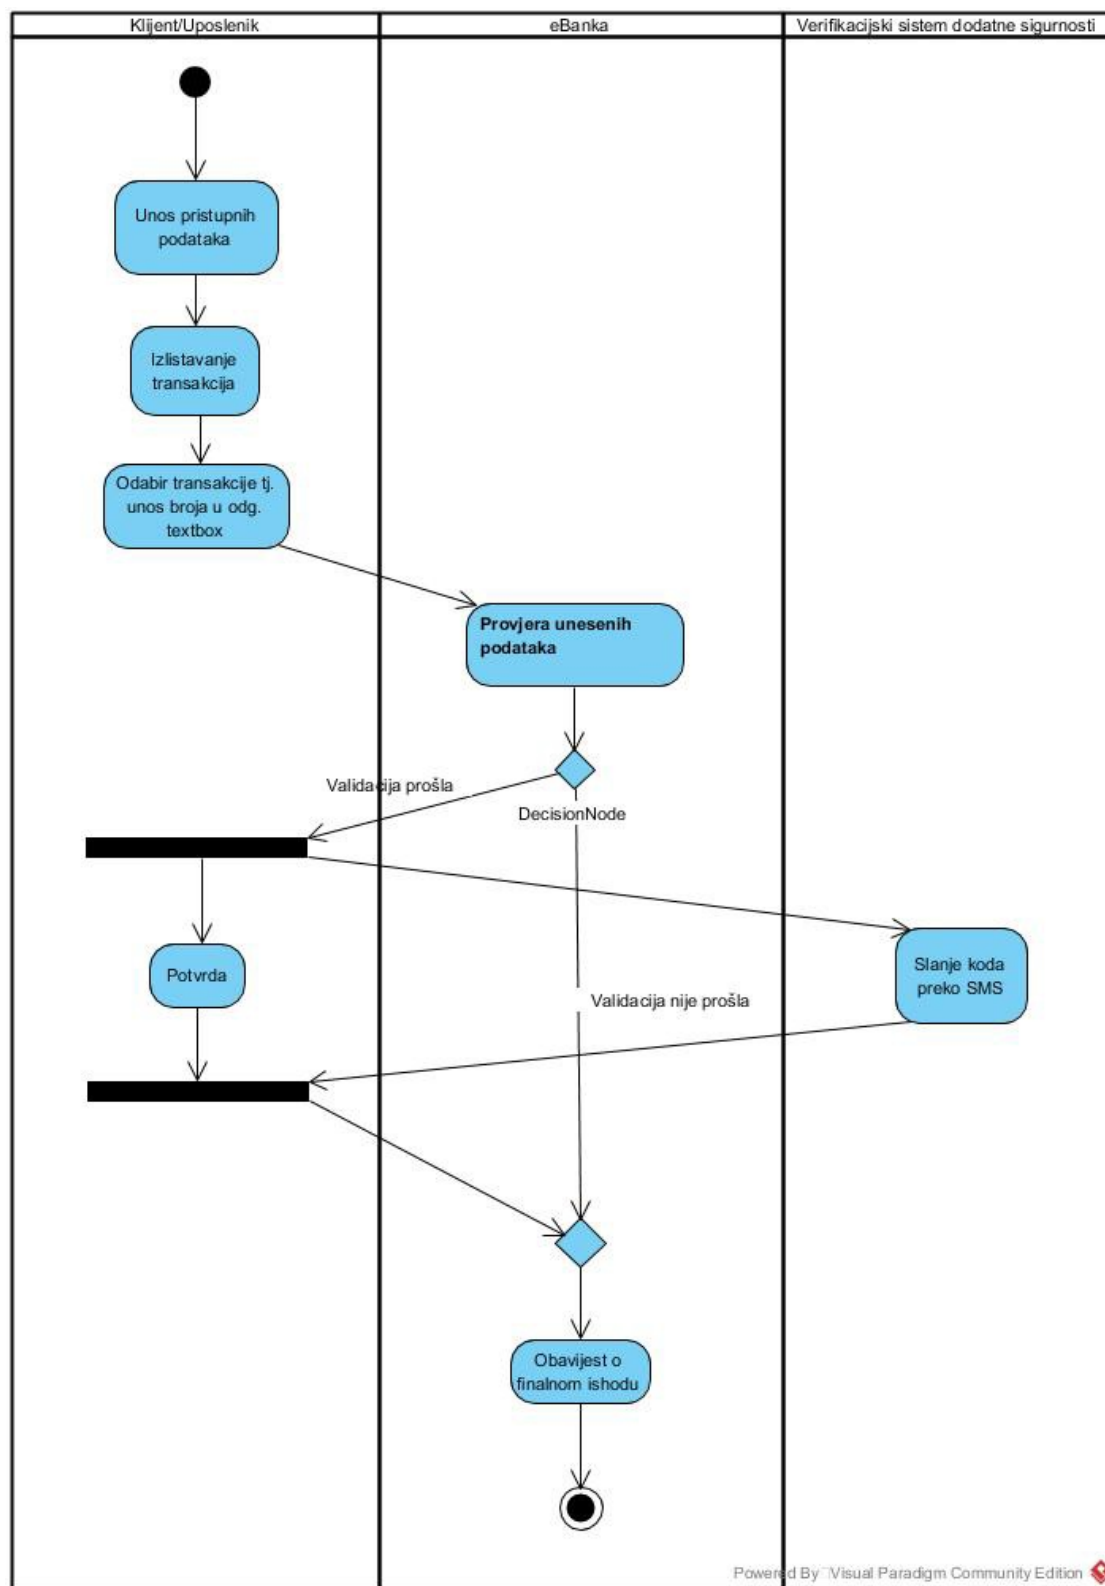 Klijent/Uposlenik
eBanka
Verifikacijski sistem dodatne sigurnosti
Unos pristupnih
podataka
Izlistavanje
transakcija
Odabir transakcije tj.
unos broja u odg.
textbox
Provjera unesenih
podataka
Validacija prošla
DecisionNode
Potvrda
Slanje koda
preko SMS
Validacija nije prošla
Obavijest o
finalnom ishodu
Powered By Visual Paradigm Community Edition